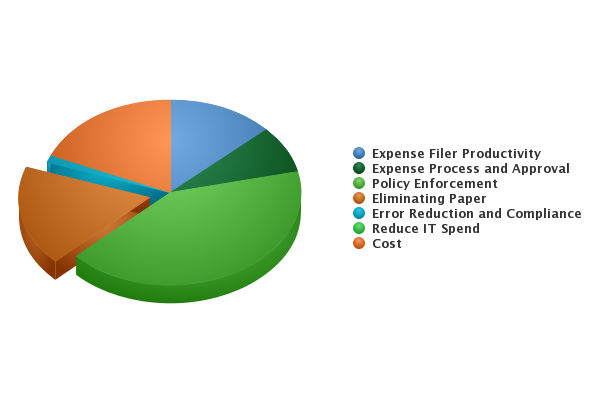 Expense Filer Productivity
Expense Process and Approval
Policy Enforcement
Eliminating Paper
Error Reduction and Compliance
Reduce IT Spend
Cost